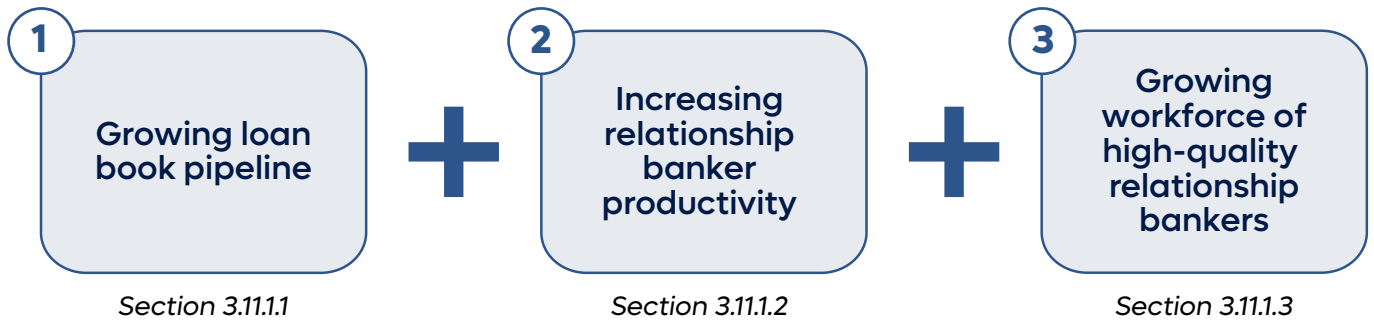 1
Growing loan
book pipeline
Section 3.11.1.1
2
Increasing
relationship
banker
productivity
Section 3.11.1.2
3
Growing
workforce of
high-quality
relationship
bankers
Section 3.11.1.3